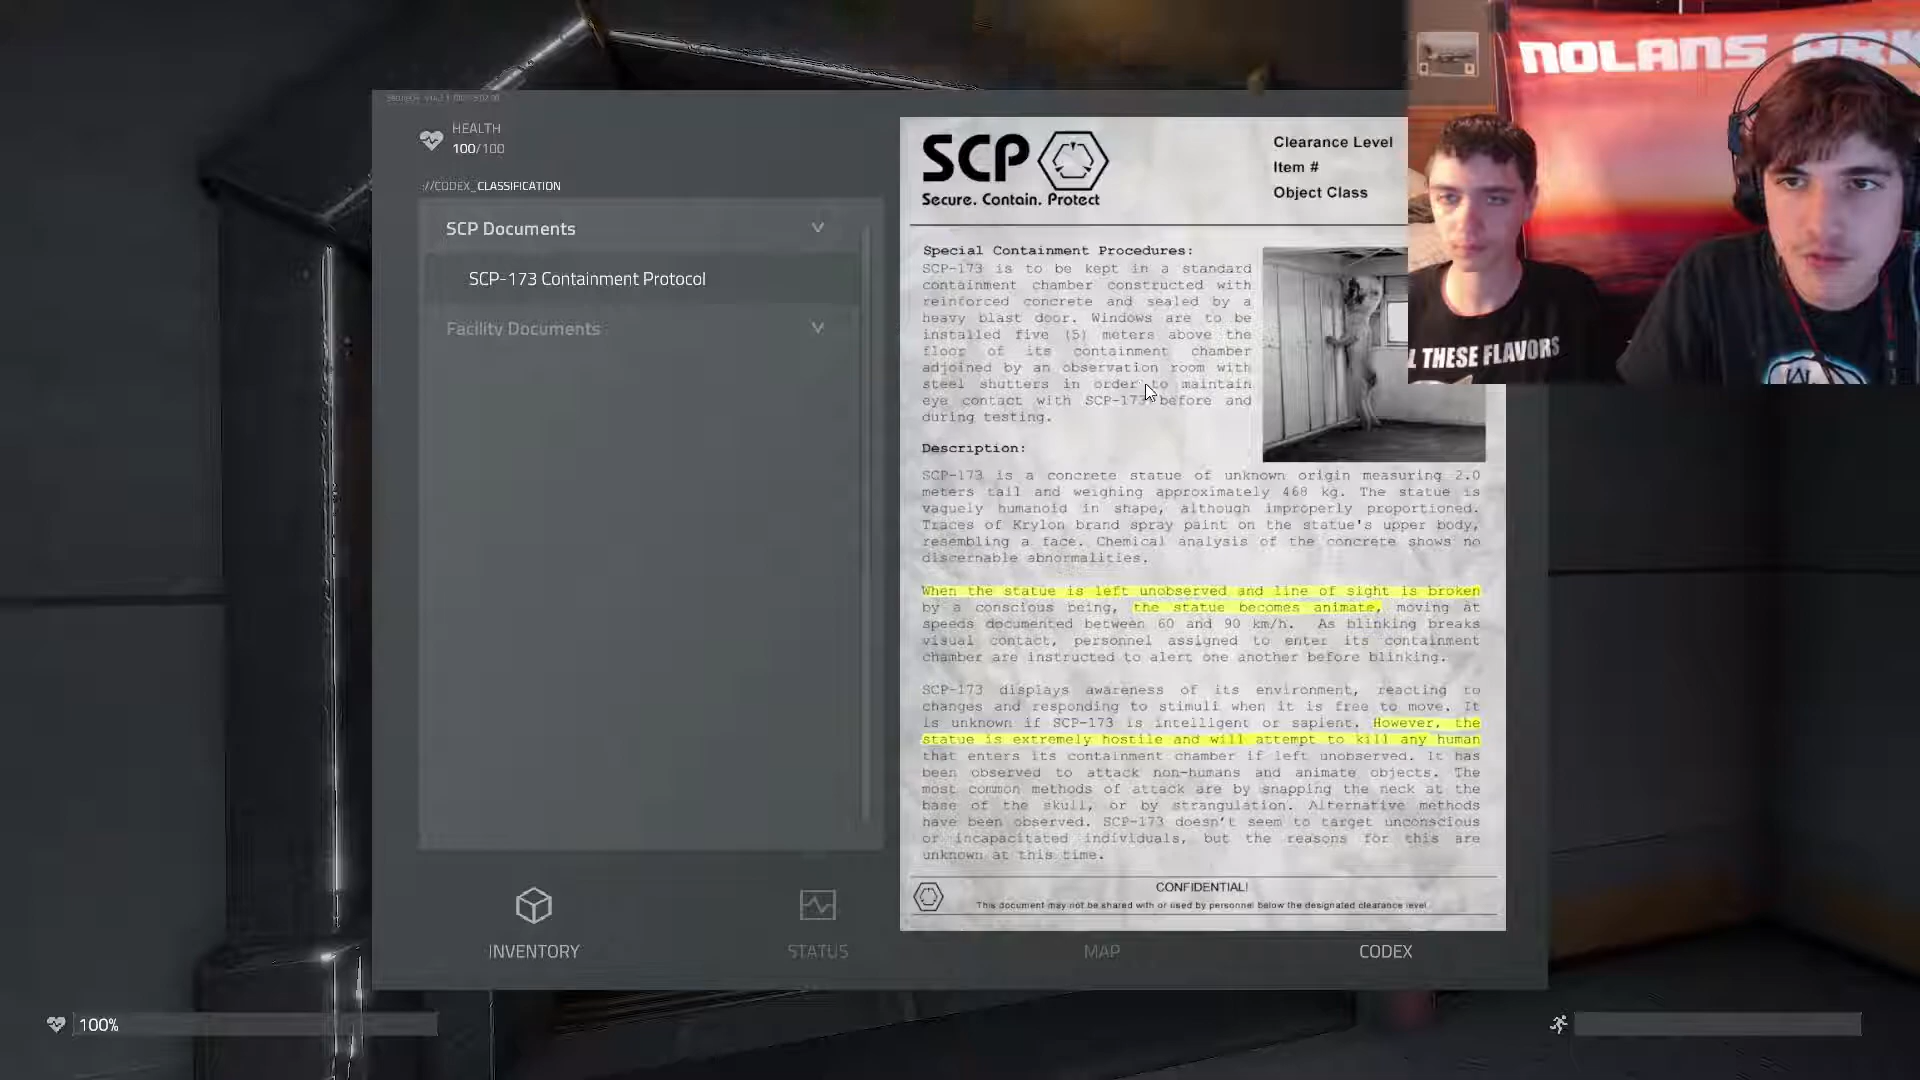 HEALTH
100/100
://CODEX_CLASSIFICATION
SCP Documents
SCP-173 Containment Protocol
Facility Documents
SCP
Secure. Contain. Protect
Clearance Level
Item #
Object Class
Special Containment Procedures:
SCP-173 is to be kept in a standard
containment chamber constructed with
reinforced concrete and sealed by a
heavy blast door. Windows are to be
installed five (5) meters above the
floor of its containment chamber
adjoined by an observation room with
steel shutters in order to maintain
eye contact with SCP-173 before and
during testing.
Description:
SCP-173 is a concrete statue of unknown origin measuring 2.0
meters tall and weighing approximately 468 kg. The statue is
vaguely humanoid in shape, although improperly proportioned.
Traces of Krylon brand spray paint on the statue's upper body,
resembling a face. Chemical analysis of the concrete shows no
discernable abnormalities.
When the statue is left unobserved and line of sight is broken
by a conscious being, the statue becomes animate, moving at
speeds documented between 60 and 90 km/h. As blinking breaks
visual contact, personnel assigned to enter its containment
chamber are instructed to alert one another before blinking.
SCP-173 displays awareness of its environment, reacting to
changes and responding to stimuli when it is free to move. It
is unknown if SCP-173 is intelligent or sapient. However, the
statue is extremely hostile and will attempt to kill any human
that enters its containment chamber if left unobserved. It has
been observed to attack non-humans and animate objects. The
most common methods of attack are by snapping the neck at the
base of the skull, or by strangulation. Alternative methods
have been observed. SCP-173 doesn't seem to target unconscious
or incapacitated individuals, but the reasons for this are
unknown at this time.
CONFIDENTIAL!
This document may not be shared with or used by personnel below the designated clearance level
INVENTORY
STATUS
MAP
CODEX
100%
NOLANS
L THESE FLAVORS